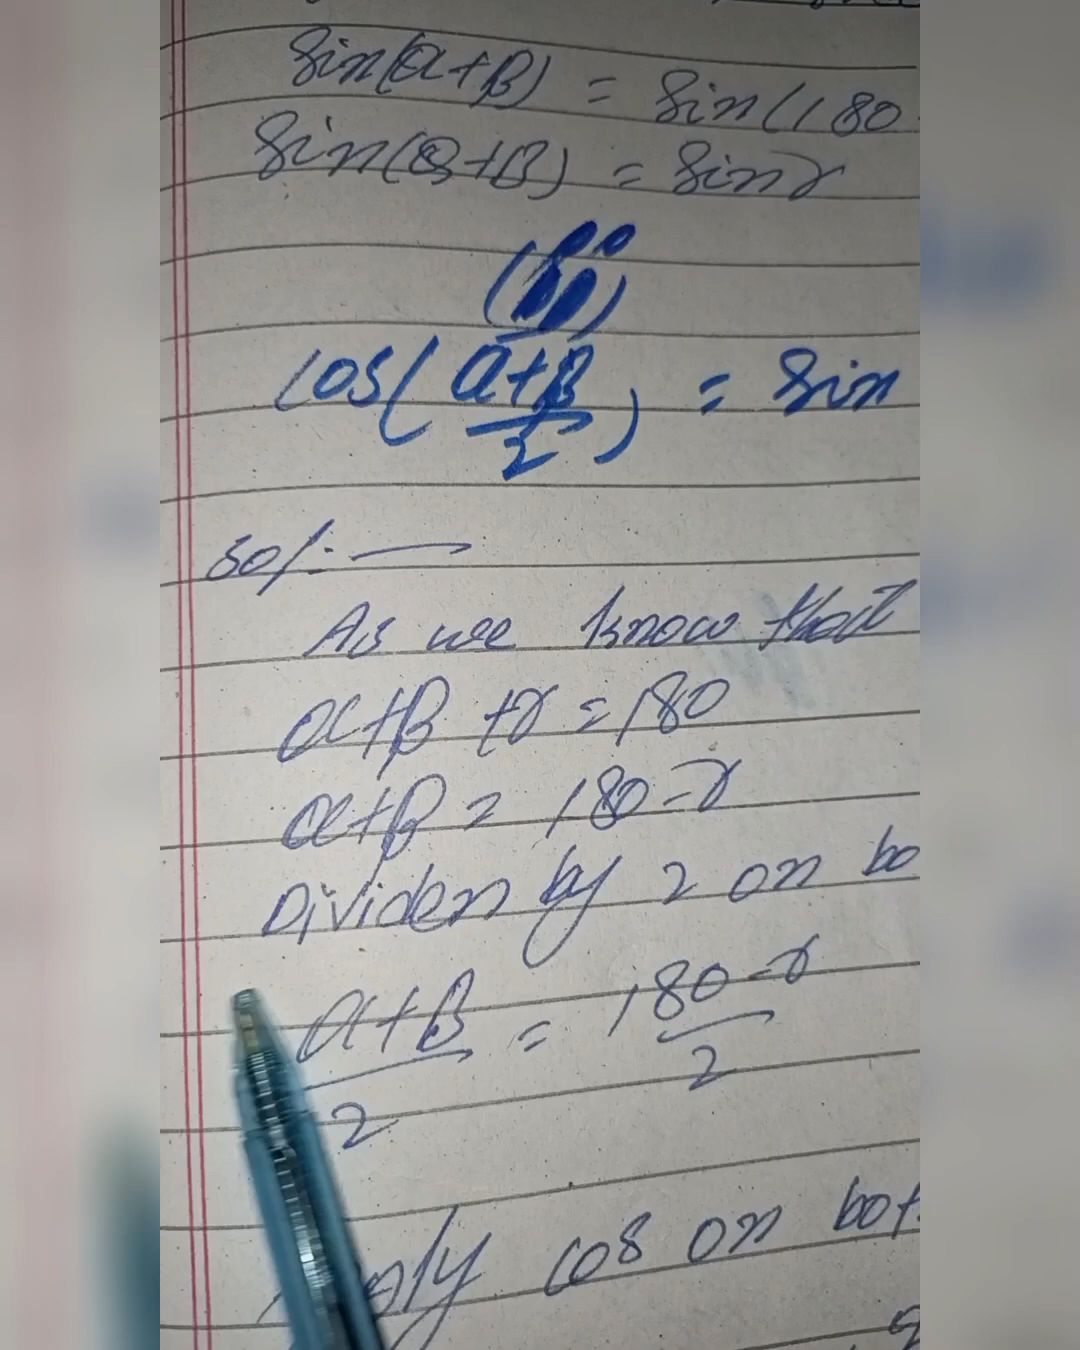 sin(α+β) = sin(180
sin(α+β) = sinγ
cos(α+β/2) = sin
Sol:—
As we know that
α+β+γ=180
α+β=180-γ
Dividen by 2 on bo
α+β/2 = 180-γ/2
cos on bot